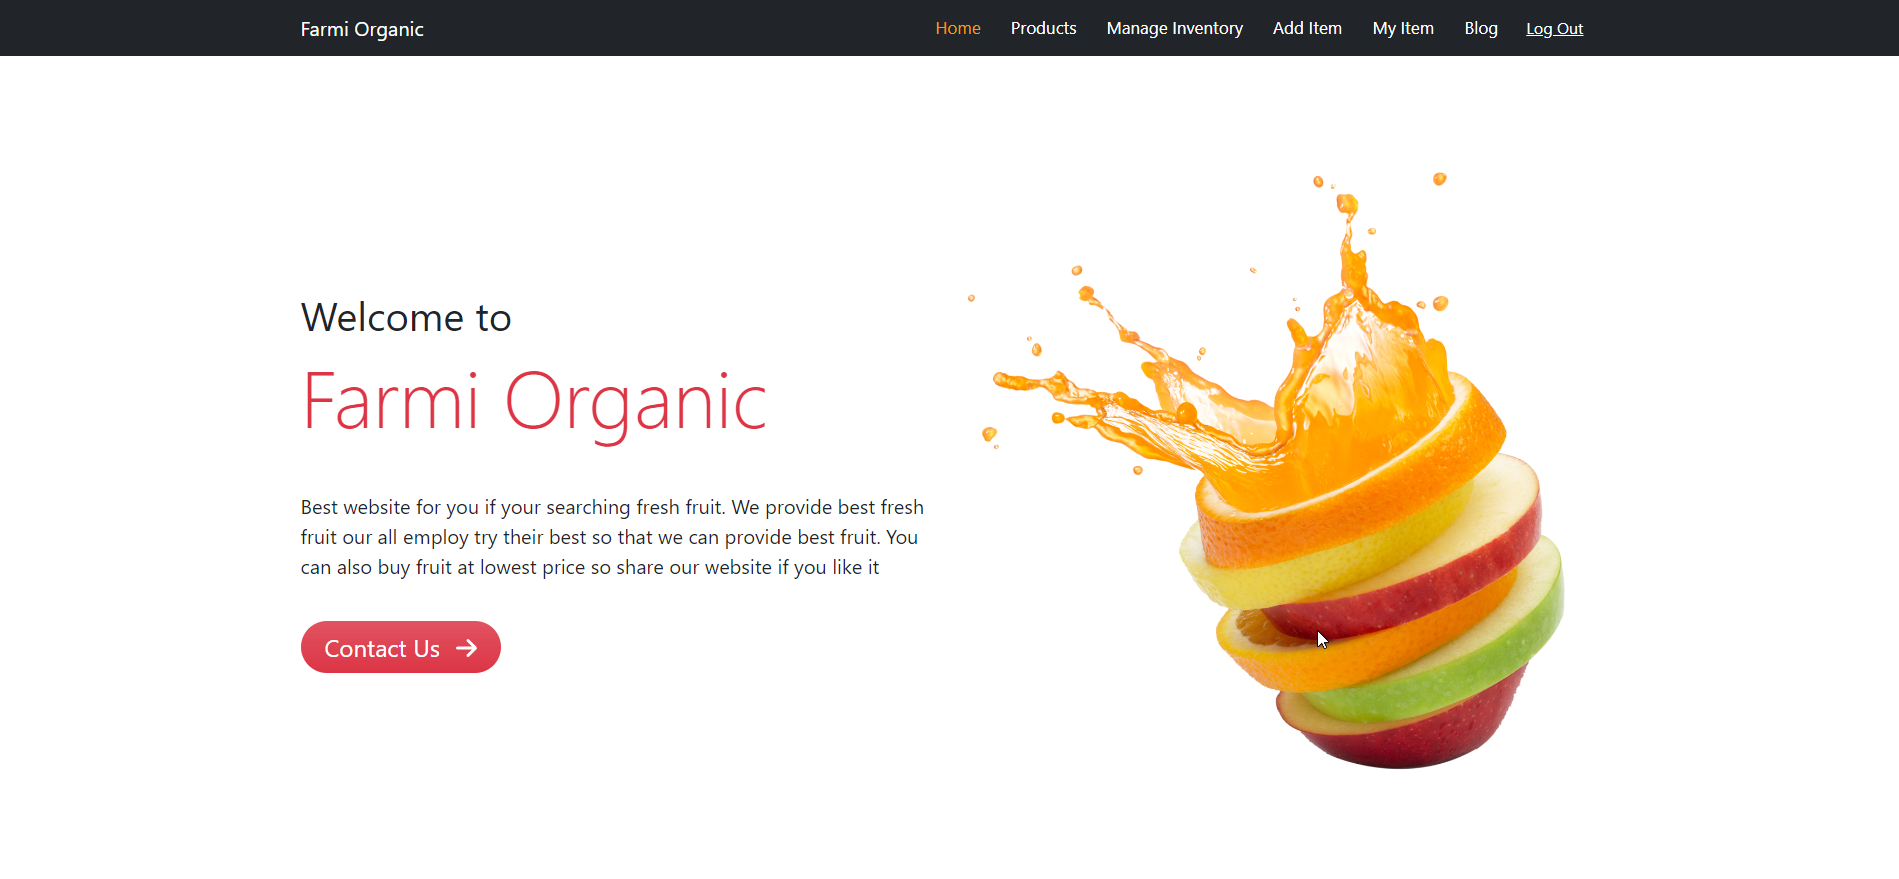 Farmi Organic
Home Products Manage Inventory Add Item My Item Blog Log Out
Welcome to
Farmi Organic
Best website for you if your searching fresh fruit. We provide best fresh
fruit our all employ try their best so that we can provide best fruit. You
can also buy fruit at lowest price so share our website if you like it
Contact Us